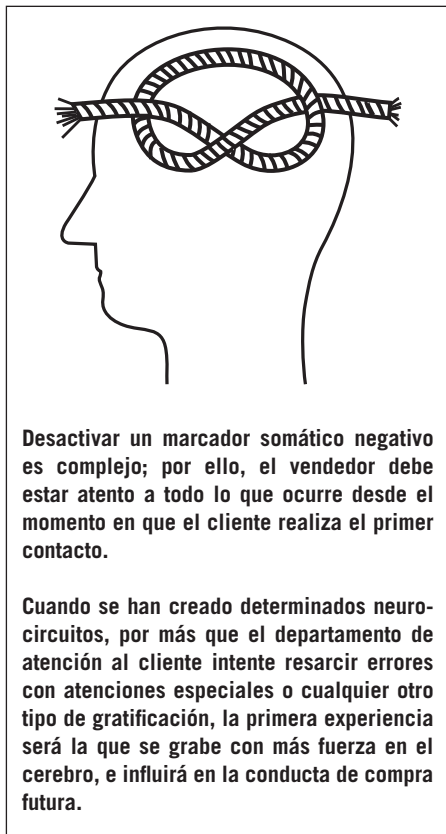 Desactivar un marcador somático negativo
es complejo; por ello, el vendedor debe
estar atento a todo lo que ocurre desde el
momento en que el cliente realiza el primer
contacto.
Cuando se han creado determinados neuro-
circuitos, por más que el departamento de
atención al cliente intente resarcir errores
con atenciones especiales o cualquier otro
tipo de gratificación, la primera experiencia
será la que se grabe con más fuerza en el
cerebro, e influirá en la conducta de compra
futura.